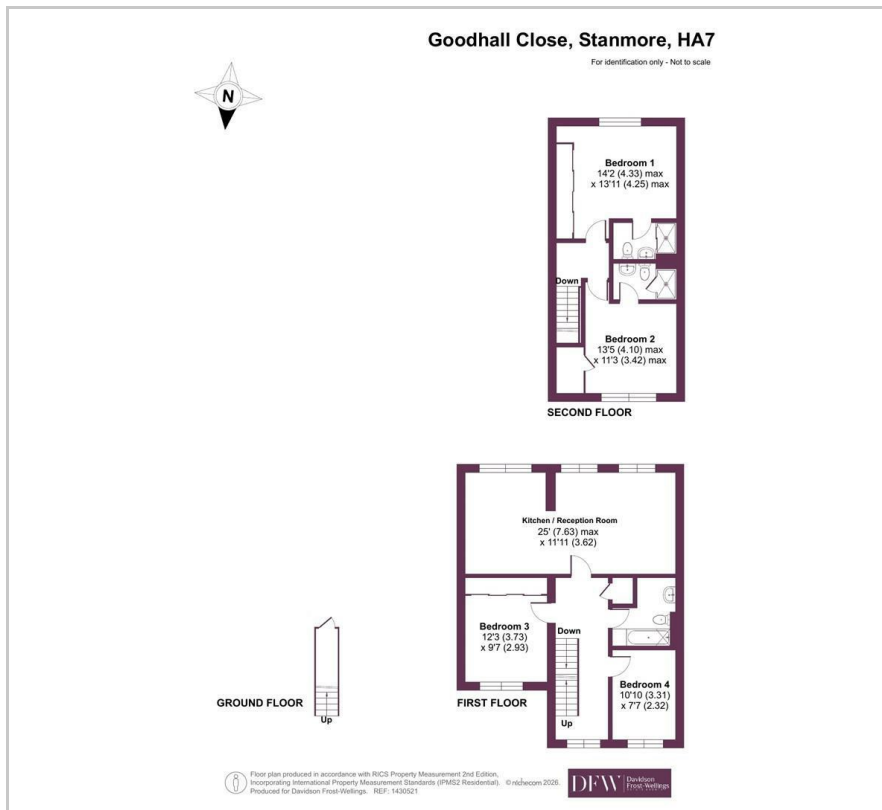 Goodhall Close, Stanmore, HA7
For identification only - Not to scale
N
Bedroom 1
14'2 (4.33) max
x 13'11 (4.25) max
Down
Bedroom 2
13'5 (4.10) max
x 11'3 (3.42) max
SECOND FLOOR
Kitchen / Reception Room
25' (7.63) max
x 11'11 (3.62)
Bedroom 3
12'3 (3.73)
x 9'7 (2.93)
Down
Up
Bedroom 4
10'10 (3.31)
x 7'7 (2.32)
GROUND FLOOR
Up
FIRST FLOOR
Floor plan produced in accordance with RICS Property Measurement 2nd Edition,
Incorporating International Property Measurement Standards (IPMS2 Residential). © nichecom 2026.
Produced for Davidson Frost-Wellings. REF: 1430521
DFW
Davidson
Frost-Wellings